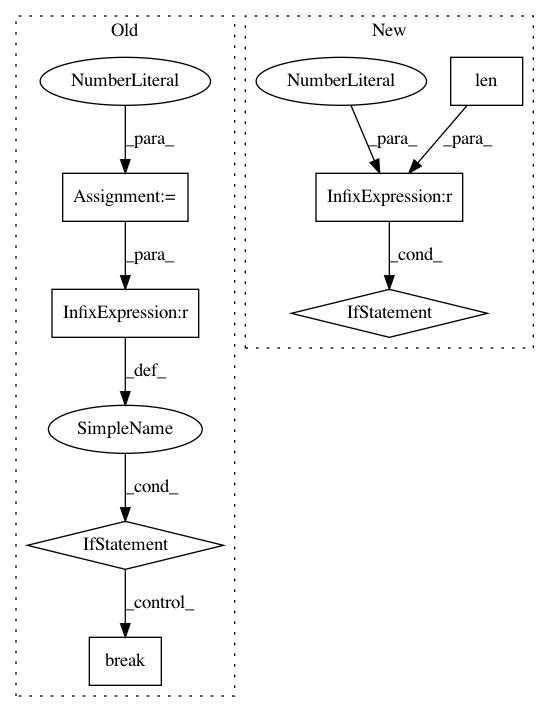 Old
NumberLiteral
_para_
Assignment:=
_para_
InfixExpression:r
_def_
SimpleName
_cond_
IfStatement
_control_
break
New
NumberLiteral
len
_para_
_para_
InfixExpression:r
_cond_
IfStatement